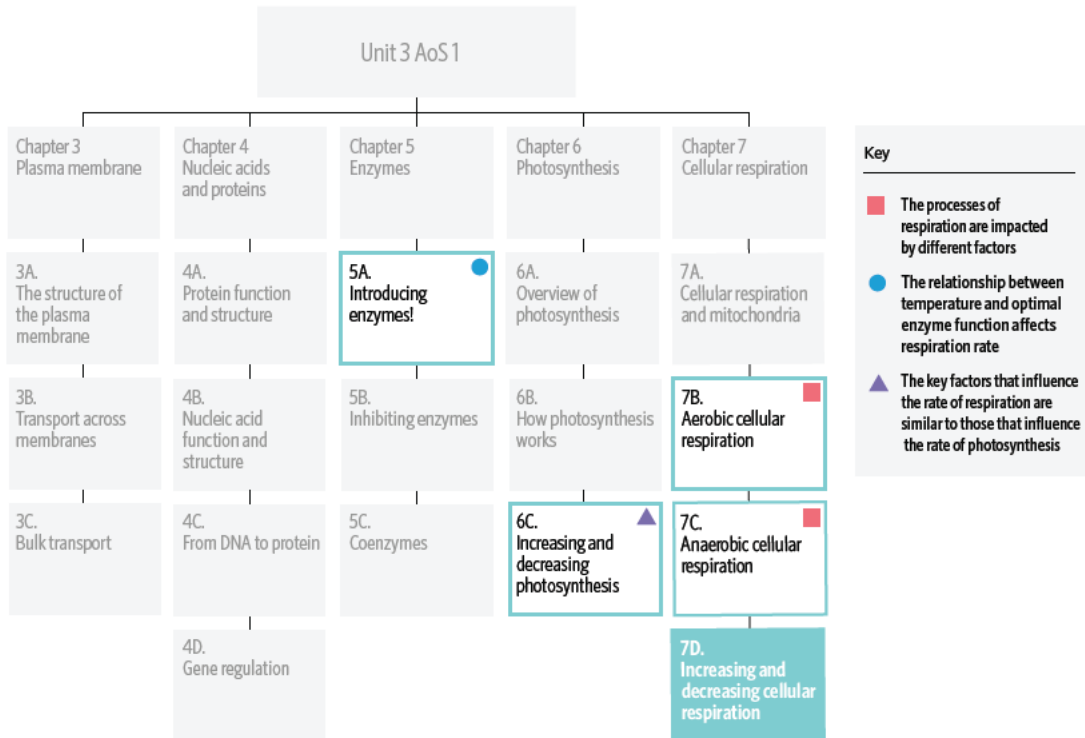 Unit 3 AoS 1
Chapter 3
Plasma membrane
Chapter 4
Nucleic acids
and proteins
Chapter 5
Enzymes
Chapter 6
Photosynthesis
Chapter 7
Cellular respiration
3A.
The structure of
the plasma
membrane
4A.
Protein function
and structure
5A.
Introducing
enzymes!
6A.
Overview of
photosynthesis
7A.
Cellular respiration
and mitochondria
3B.
Transport across
membranes
4B.
Nucleic acid
function and
structure
5B.
Inhibiting enzymes
6B.
How photosynthesis
works
7B.
Aerobic cellular
respiration
3C.
Bulk transport
4C.
From DNA to protein
5C.
Coenzymes
6C.
Increasing and
decreasing
photosynthesis
7C.
Anaerobic cellular
respiration
4D.
Gene regulation
7D.
Increasing and
decreasing cellular
respiration
Key
The processes of
respiration are impacted
by different factors
The relationship between
temperature and optimal
enzyme function affects
respiration rate
The key factors that influence
the rate of respiration are
similar to those that influence
the rate of photosynthesis